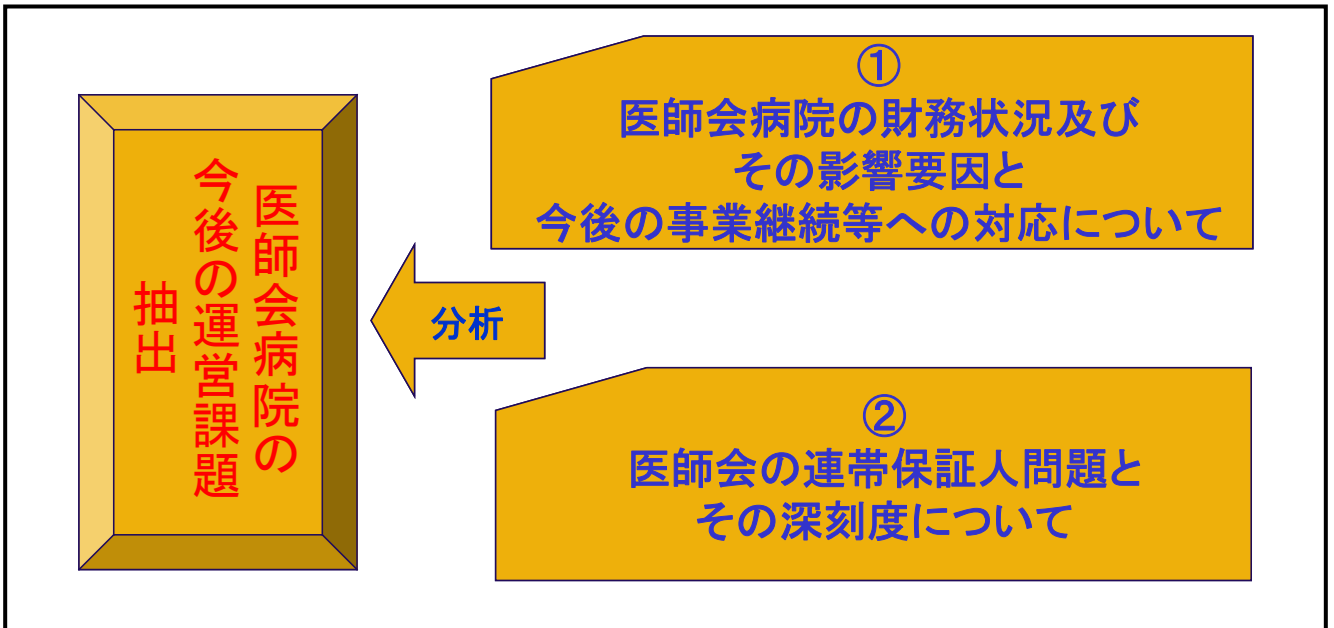 医師会病院の
今後の運営課題
抽出
分析
①
医師会病院の財務状況及び
その影響要因と
今後の事業継続等への対応について
②
医師会の連帯保証人問題と
その深刻度について